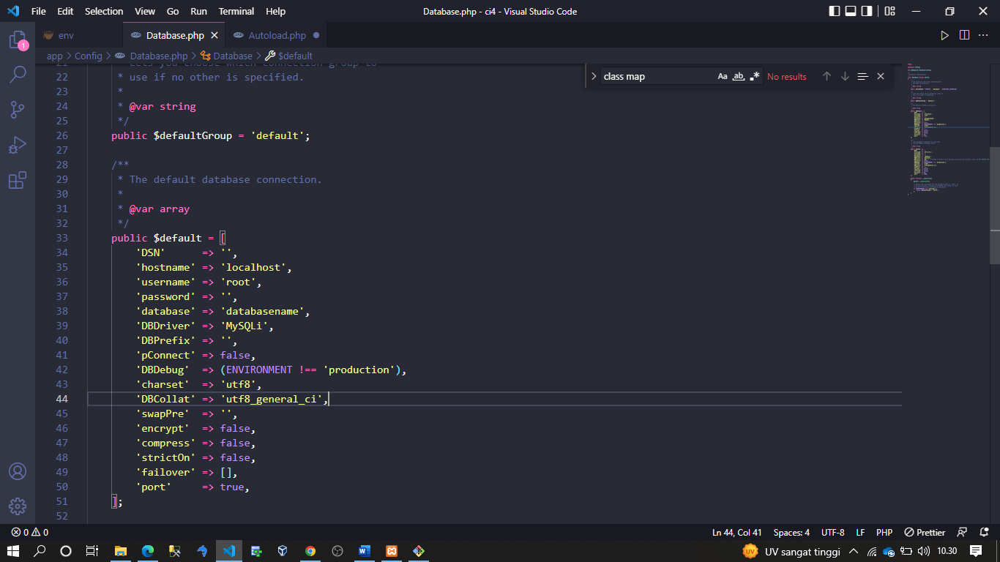 File Edit Selection View Go Run Terminal Help
Database.php - ci4 - Visual Studio Code
env
Database.php
Autoload.php
app > Config > Database.php > Database > $default
class map
Aa ab .*
No results
1
21 * Lets you choose which connection group to
22 * use if no other is specified.
23 *
24 * @var string
25 */
26 public $defaultGroup = 'default';
27
28 /**
29 * The default database connection.
30 *
31 * @var array
32 */
33 public $default = [
34 'DSN' => '',
35 'hostname' => 'localhost',
36 'username' => 'root',
37 'password' => '',
38 'database' => 'databasename',
39 'DBDriver' => 'MySQLi',
40 'DBPrefix' => '',
41 'pConnect' => false,
42 'DBDebug' => (ENVIRONMENT !== 'production'),
43 'charset' => 'utf8',
44 'DBCollat' => 'utf8_general_ci',
45 'swapPre' => '',
46 'encrypt' => false,
47 'compress' => false,
48 'strictOn' => false,
49 'failover' => [],
50 'port' => true,
51 ];
52
0 0
Ln 44, Col 41 Spaces: 4 UTF-8 LF PHP Prettier
UV UV sangat tinggi 10.30